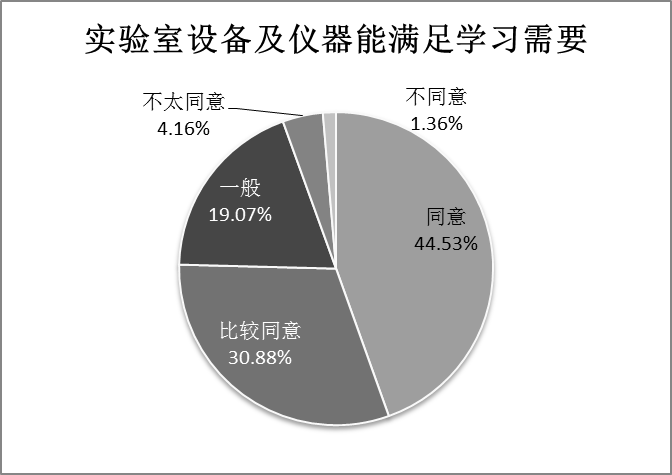 实验室设备及仪器能满足学习需要
不太同意
4.16%
不同意
1.36%
一般
19.07%
同意
44.53%
比较同意
30.88%